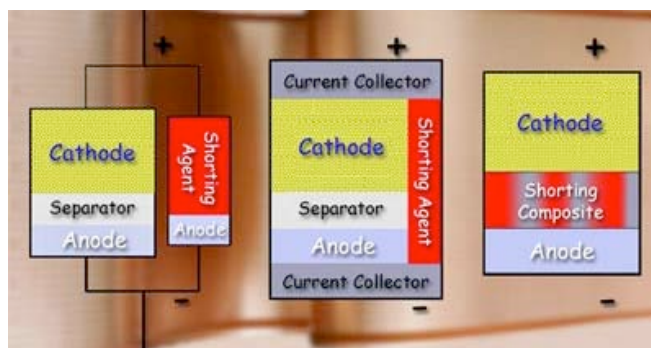 +
Cathode
Separator
Anode
Shorting
Agent
Anode
-
+
Current Collector
Cathode
Separator
Anode
Shorting Agent
Current Collector
-
+
Cathode
Shorting
Composite
Anode
-